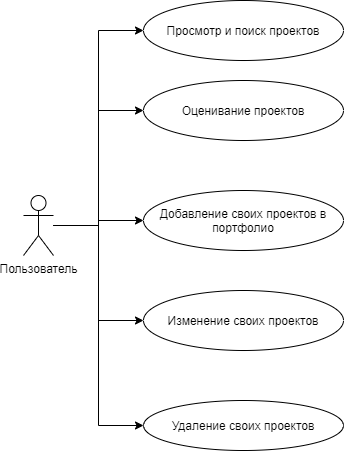 Просмотр и поиск проектов
Оценивание проектов
Добавление своих проектов в
портфолио
Пользователь
Изменение своих проектов
Удаление своих проектов